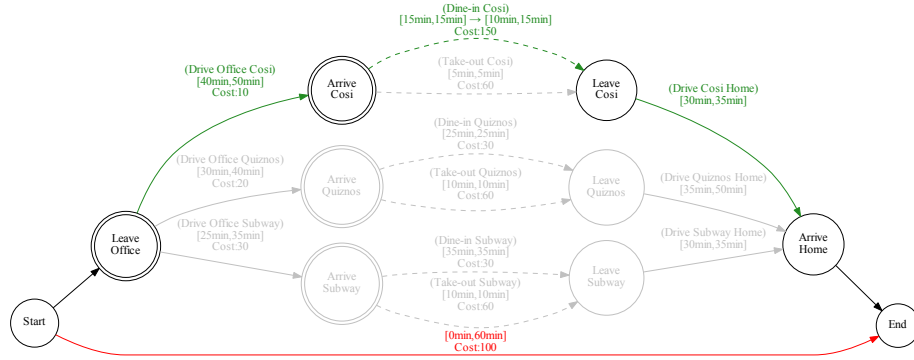 (Dine-in Cosi)
[15min,15min] → [10min,15min]
Cost:150
(Take-out Cosi)
[5min,5min]
Cost:60
(Drive Office Cosi)
[40min,50min]
Cost:10
Arrive
Cosi
Leave
Cosi
(Drive Cosi Home)
[30min,35min]
(Dine-in Quiznos)
[25min,25min]
Cost:30
(Drive Office Quiznos)
[30min,40min]
Cost:20
Arrive
Quiznos
(Take-out Quiznos)
[10min,10min]
Cost:60
Leave
Quiznos
(Drive Quiznos Home)
[35min,50min]
(Drive Office Subway)
[25min,35min]
Cost:30
Leave
Office
(Dine-in Subway)
[35min,35min]
Cost:30
(Drive Subway Home)
[30min,35min]
Arrive
Home
Arrive
Subway
(Take-out Subway)
[10min,10min]
Cost:60
Leave
Subway
Start
[0min,60min]
Cost:100
End